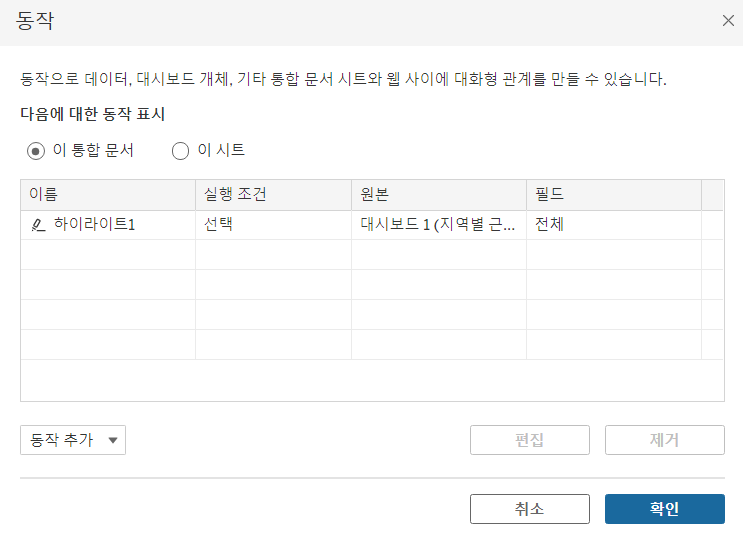 동작
동작으로 데이터, 대시보드 개체, 기타 통합 문서 시트와 웹 사이에 대화형 관계를 만들 수 있습니다.
다음에 대한 동작 표시
이 통합 문서 이 시트
이름 실행 조건 원본 필드
하이라이트1 선택 대시보드 1 (지역별 근... 전체
동작 추가 편집 제거
취소 확인